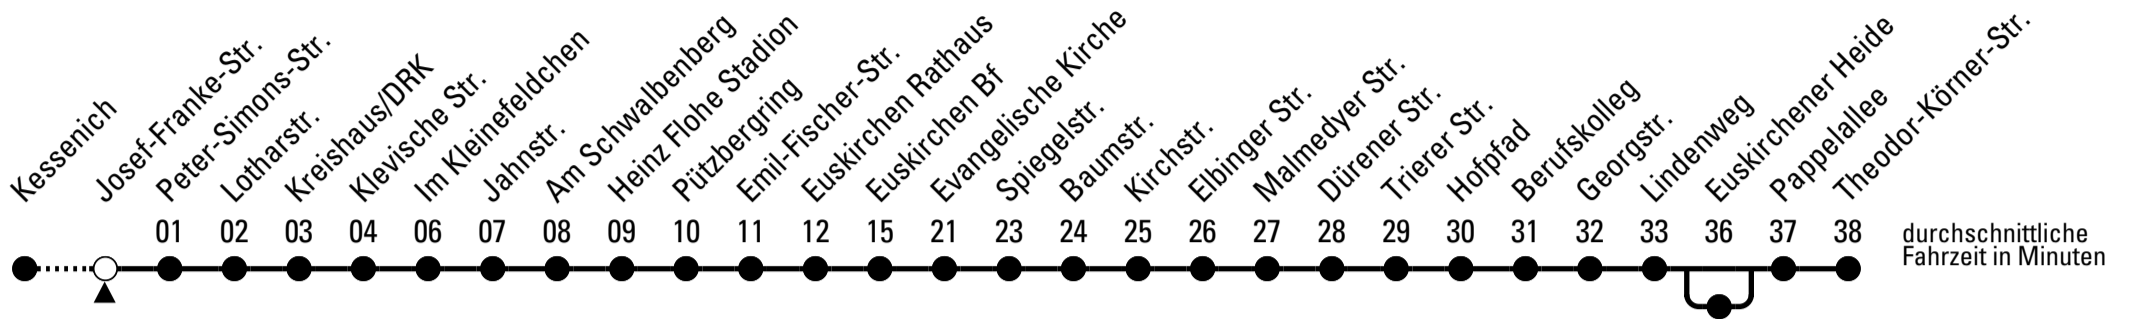 Kessenich
Josef-Franke-Str.
Peter-Simons-Str.
Lotharstr.
Kreishaus/DRK
Klevische Str.
Im Kleinefeldchen
Jahnstr.
Am Schwalbenberg
Heinz Flohe Stadion
Pützbergring
Emil-Fischer-Str.
Euskirchen Rathaus
Euskirchen Bf
Evangelische Kirche
Spiegelstr.
Baumstr.
Kirchstr.
Elbinger Str.
Malmedyer Str.
Dürener Str.
Trierer Str.
Hofpfad
Berufskolleg
Georgstr.
Lindenweg
Euskirchener Heide
Pappelallee
Theodor-Körner-Str.
01 02 03 04 06 07 08 09 10 11 12 15 21 23 24 25 26 27 28 29 30 31 32 33 36 37 38
durchschnittliche
Fahrzeit in Minuten